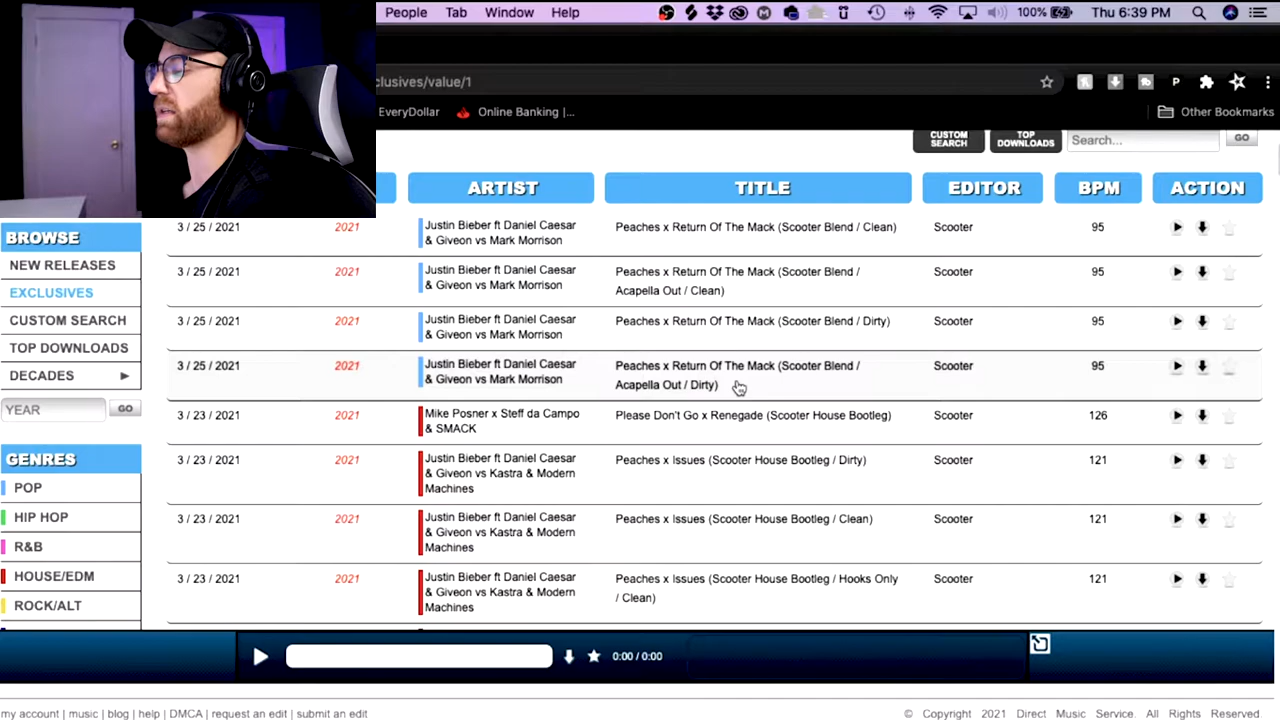 People Tab Window Help 100% Thu 6:39 PM
clusives/value/1
EveryDollar Online Banking |... Other Bookmarks
CUSTOM SEARCH TOP DOWNLOADS Search... GO
ARTIST TITLE EDITOR BPM ACTION
3 / 25 / 2021 2021 Justin Bieber ft Daniel Caesar Peaches x Return Of The Mack (Scooter Blend / Clean) Scooter 95
& Giveon vs Mark Morrison
3 / 25 / 2021 2021 Justin Bieber ft Daniel Caesar Peaches x Return Of The Mack (Scooter Blend / Scooter 95
& Giveon vs Mark Morrison Acapella Out / Clean)
3 / 25 / 2021 2021 Justin Bieber ft Daniel Caesar Peaches x Return Of The Mack (Scooter Blend / Dirty) Scooter 95
& Giveon vs Mark Morrison
3 / 25 / 2021 2021 Justin Bieber ft Daniel Caesar Peaches x Return Of The Mack (Scooter Blend / Scooter 95
& Giveon vs Mark Morrison Acapella Out / Dirty)
3 / 23 / 2021 2021 Mike Posner x Steff da Campo Please Don't Go x Renegade (Scooter House Bootleg) Scooter 126
& SMACK
3 / 23 / 2021 2021 Justin Bieber ft Daniel Caesar Peaches x Issues (Scooter House Bootleg / Dirty) Scooter 121
& Giveon vs Kastra & Modern
Machines
3 / 23 / 2021 2021 Justin Bieber ft Daniel Caesar Peaches x Issues (Scooter House Bootleg / Clean) Scooter 121
& Giveon vs Kastra & Modern
Machines
3 / 23 / 2021 2021 Justin Bieber ft Daniel Caesar Peaches x Issues (Scooter House Bootleg / Hooks Only Scooter 121
& Giveon vs Kastra & Modern / Clean)
Machines
BROWSE
NEW RELEASES
EXCLUSIVES
CUSTOM SEARCH
TOP DOWNLOADS
DECADES
YEAR GO
GENRES
POP
HIP HOP
R&B
HOUSE/EDM
ROCK/ALT
0:00 / 0:00
my account | music | blog | help | DMCA | request an edit | submit an edit © Copyright 2021 Direct Music Service. All Rights Reserved.